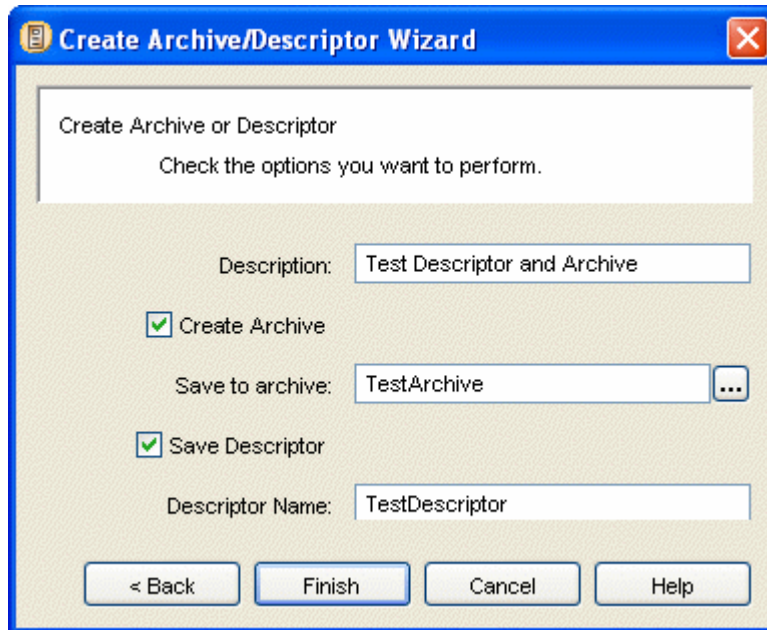 Create Archive/Descriptor Wizard
Create Archive or Descriptor
Check the options you want to perform.
Description: Test Descriptor and Archive
Create Archive
Save to archive: TestArchive ...
Save Descriptor
Descriptor Name: TestDescriptor
< Back Finish Cancel Help